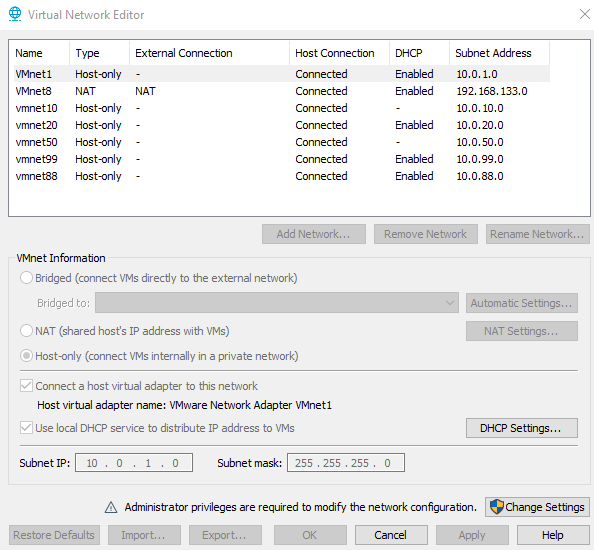 Virtual Network Editor
Name Type External Connection Host Connection DHCP Subnet Address
VMnet1 Host-only - Connected Enabled 10.0.1.0
VMnet8 NAT NAT Connected Enabled 192.168.133.0
vmnet10 Host-only - Connected - 10.0.10.0
vmnet20 Host-only - Connected Enabled 10.0.20.0
vmnet50 Host-only - Connected - 10.0.50.0
vmnet99 Host-only - Connected Enabled 10.0.99.0
vmnet88 Host-only - Connected Enabled 10.0.88.0
Add Network... Remove Network Rename Network...
VMnet Information
Bridged (connect VMs directly to the external network)
Bridged to: Automatic Settings...
NAT (shared host's IP address with VMs) NAT Settings...
Host-only (connect VMs internally in a private network)
Connect a host virtual adapter to this network
Host virtual adapter name: VMware Network Adapter VMnet1
Use local DHCP service to distribute IP address to VMs DHCP Settings...
Subnet IP: 10 . 0 . 1 . 0 Subnet mask: 255 . 255 . 255 . 0
Administrator privileges are required to modify the network configuration. Change Settings
Restore Defaults Import... Export... OK Cancel Apply Help